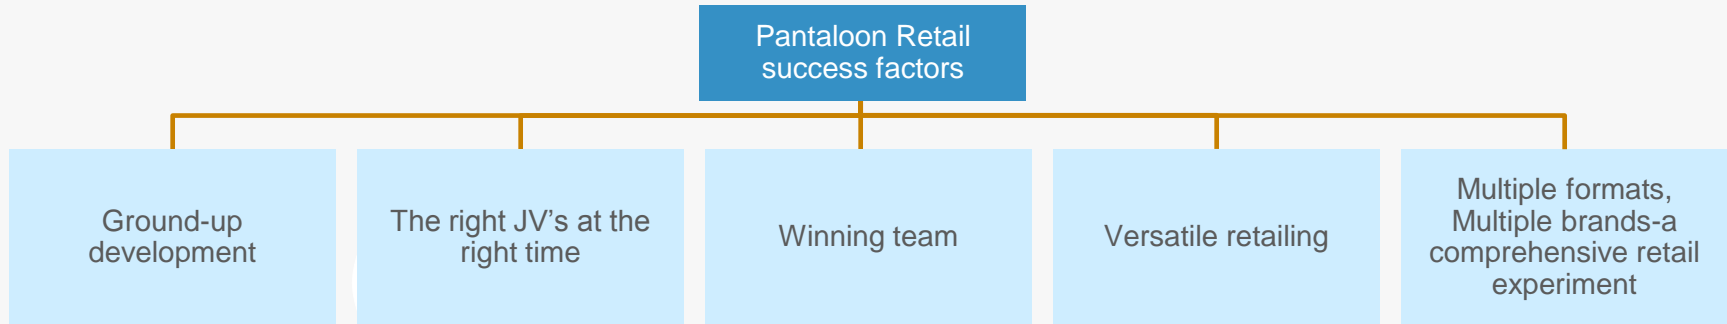 Pantaloon Retail
success factors
Ground-up
development
The right JV’s at the
right time
Winning team
Versatile retailing
Multiple formats,
Multiple brands-a
comprehensive retail
experiment